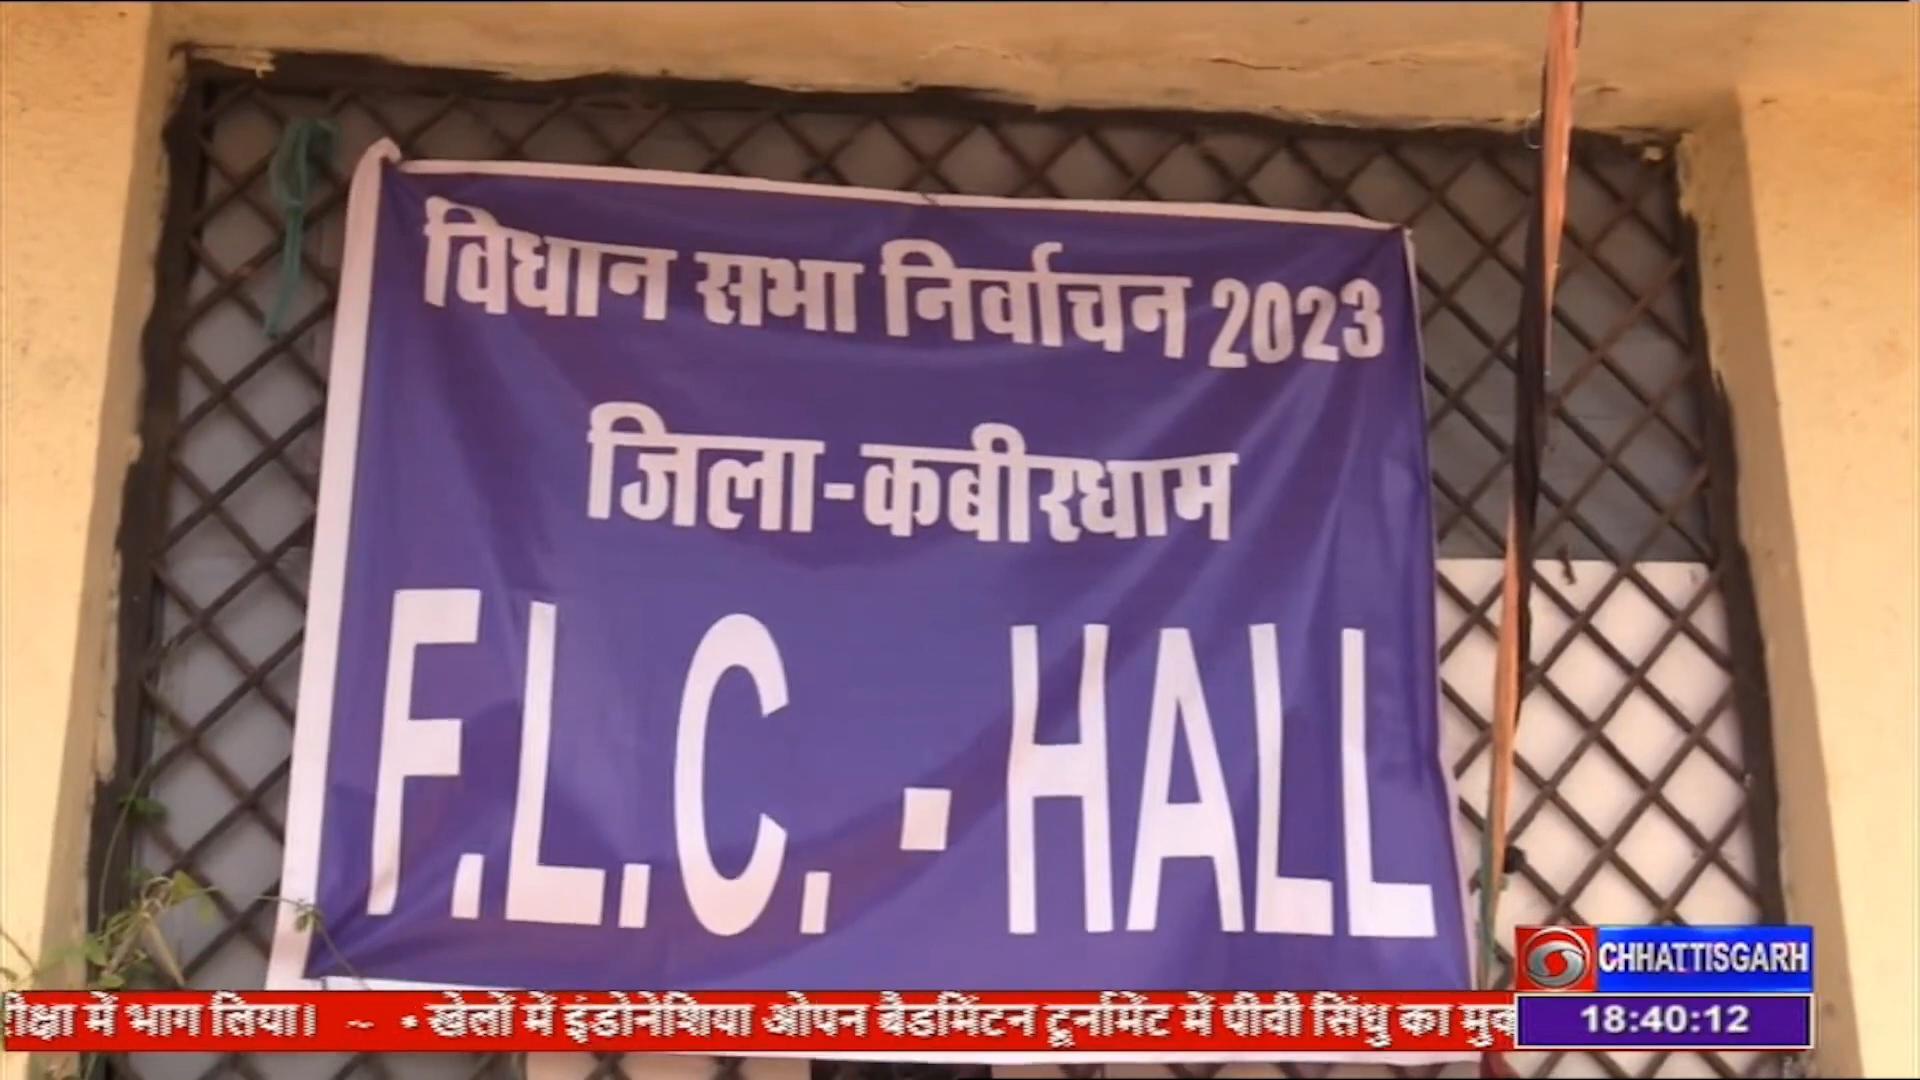 विधान सभा निर्वाचन 2023
जिला-कबीरधाम
F.L.C. - HALL
CHHATTISGARH
में भाग लिया। ~ • खेलों में इंडोनेशिया ओपन बैडमिंटन टूर्नामेंट में पीवी सिंधु का
18:40:12